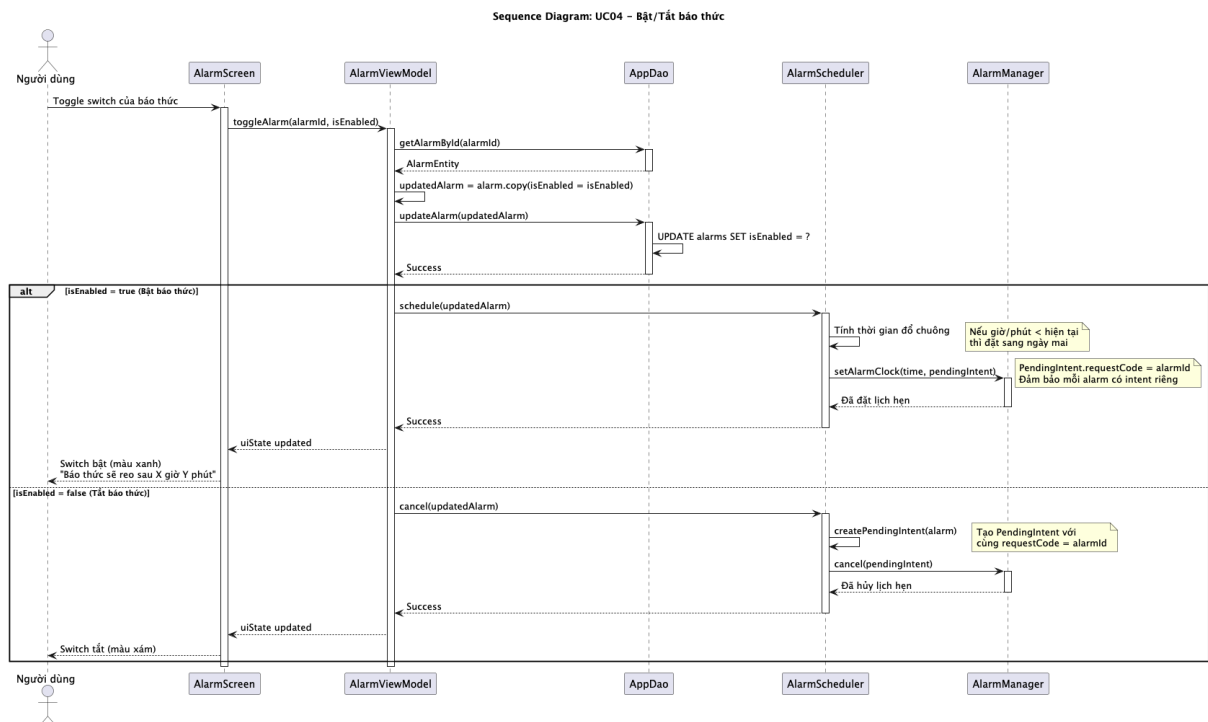 Sequence Diagram: UC04 - Bật/Tắt báo thức
Người dùng
AlarmScreen
AlarmViewModel
AppDao
AlarmScheduler
AlarmManager
Toggle switch của báo thức
toggleAlarm(alarmId, isEnabled)
getAlarmById(alarmId)
AlarmEntity
updatedAlarm = alarm.copy(isEnabled = isEnabled)
updateAlarm(updatedAlarm)
UPDATE alarms SET isEnabled = ?
Success
alt
[isEnabled = true (Bật báo thức)]
schedule(updatedAlarm)
Tính thời gian đổ chuông
Nếu giờ/phút < hiện tại
thì đặt sang ngày mai
setAlarmClock(time, pendingIntent)
PendingIntent.requestCode = alarmId
Đảm bảo mỗi alarm có intent riêng
Đã đặt lịch hẹn
Success
uiState updated
Switch bật (màu xanh)
"Báo thức sẽ reo sau X giờ Y phút"
[isEnabled = false (Tắt báo thức)]
cancel(updatedAlarm)
createPendingIntent(alarm)
Tạo PendingIntent với
cùng requestCode = alarmId
cancel(pendingIntent)
Đã hủy lịch hẹn
Success
uiState updated
Switch tắt (màu xám)
Người dùng
AlarmScreen
AlarmViewModel
AppDao
AlarmScheduler
AlarmManager